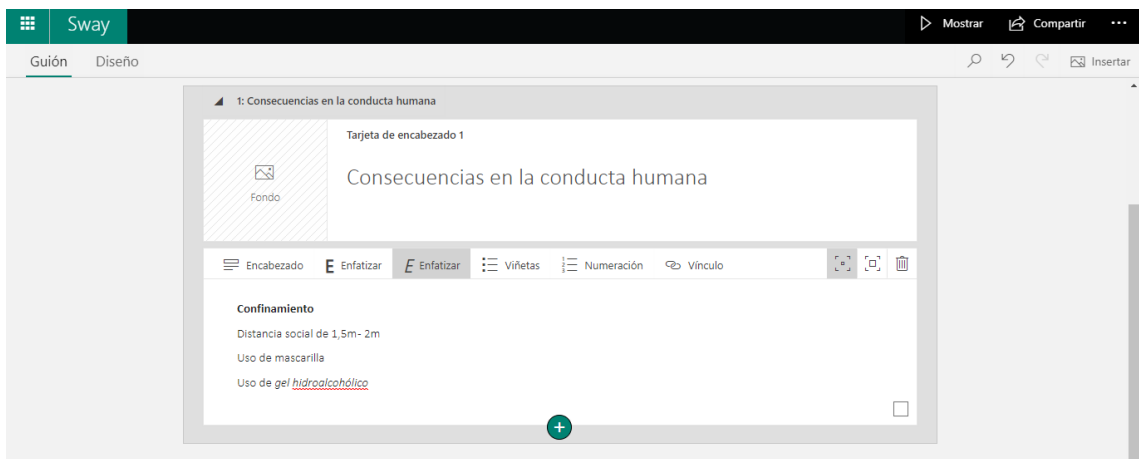 Sway
Mostrar
Compartir
Guión
Diseño
Insertar
1: Consecuencias en la conducta humana
Tarjeta de encabezado 1
Consecuencias en la conducta humana
Fondo
Encabezado
E Enfatizar
E Enfatizar
Viñetas
Numeración
Vínculo
Confinamiento
Distancia social de 1,5m- 2m
Uso de mascarilla
Uso de gel hidroalcohólico